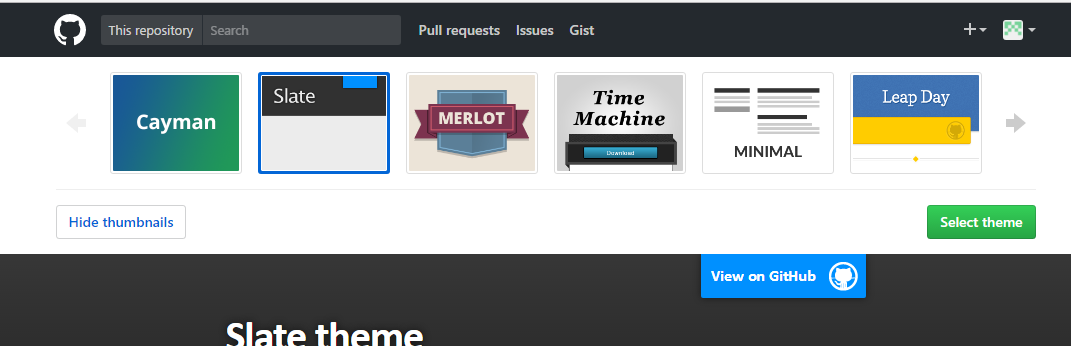 This repository
Search
Pull requests
Issues
Gist
Cayman
Slate
MERLOT
Time
Machine
Download
MINIMAL
Leap Day
Hide thumbnails
Select theme
View on GitHub
Slate theme